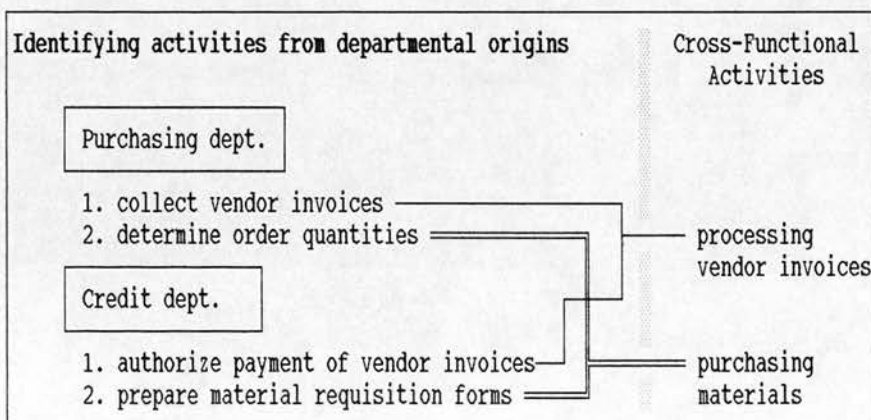 Identifying activities from departmental origins
Cross-Functional
Activities
Purchasing dept.
1. collect vendor invoices
2. determine order quantities
processing
vendor invoices
Credit dept.
1. authorize payment of vendor invoices
2. prepare material requisition forms
purchasing
materials